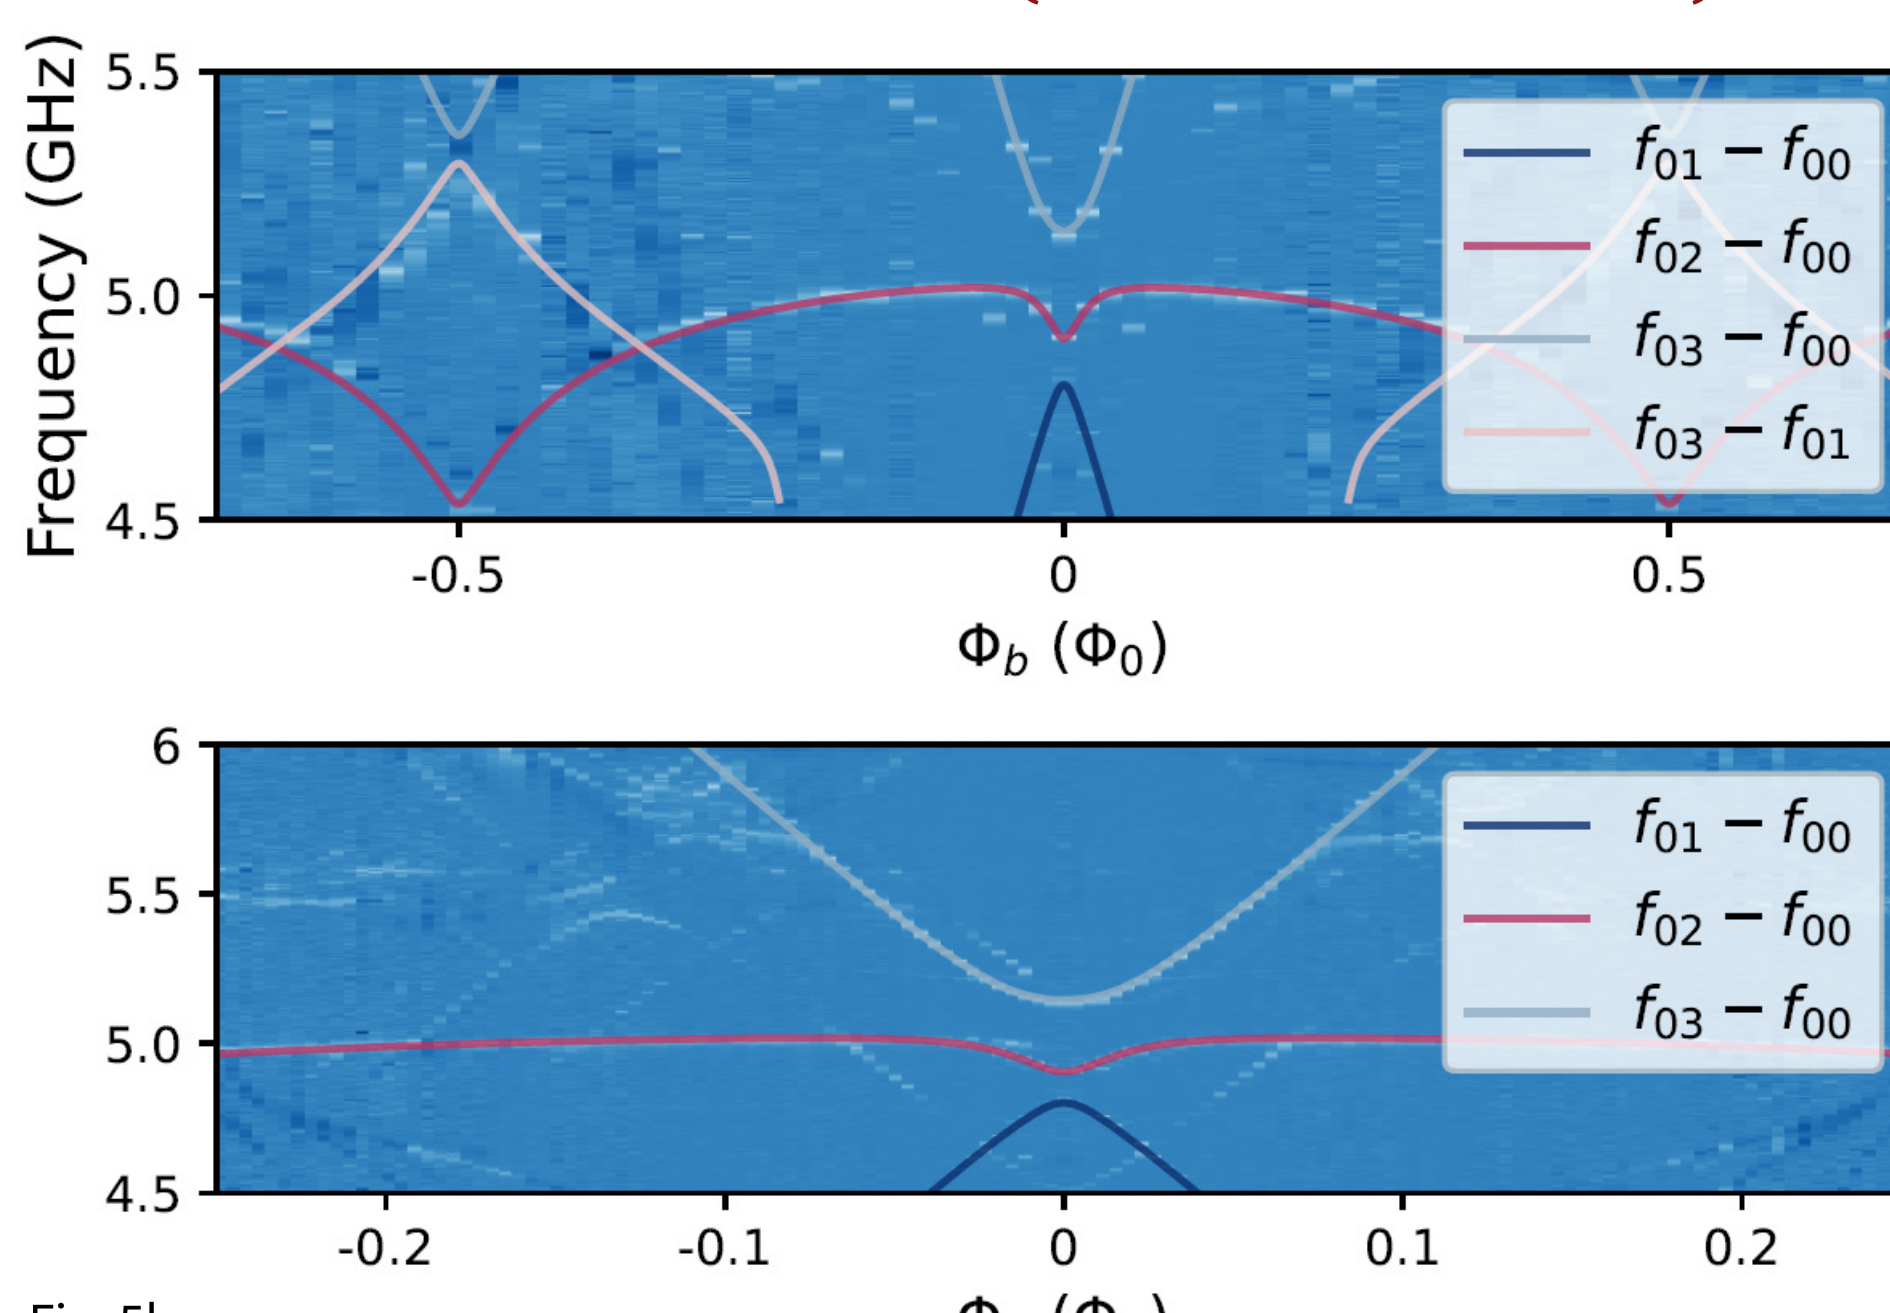 Frequency (GHz)
5.5
5.0
4.5
f01 − f00
f02 − f00
f03 − f00
f03 − f01
-0.5 0 0.5
Φb (Φ0)
6
5.5
5.0
4.5
f01 − f00
f02 − f00
f03 − f00
-0.2 -0.1 0 0.1 0.2